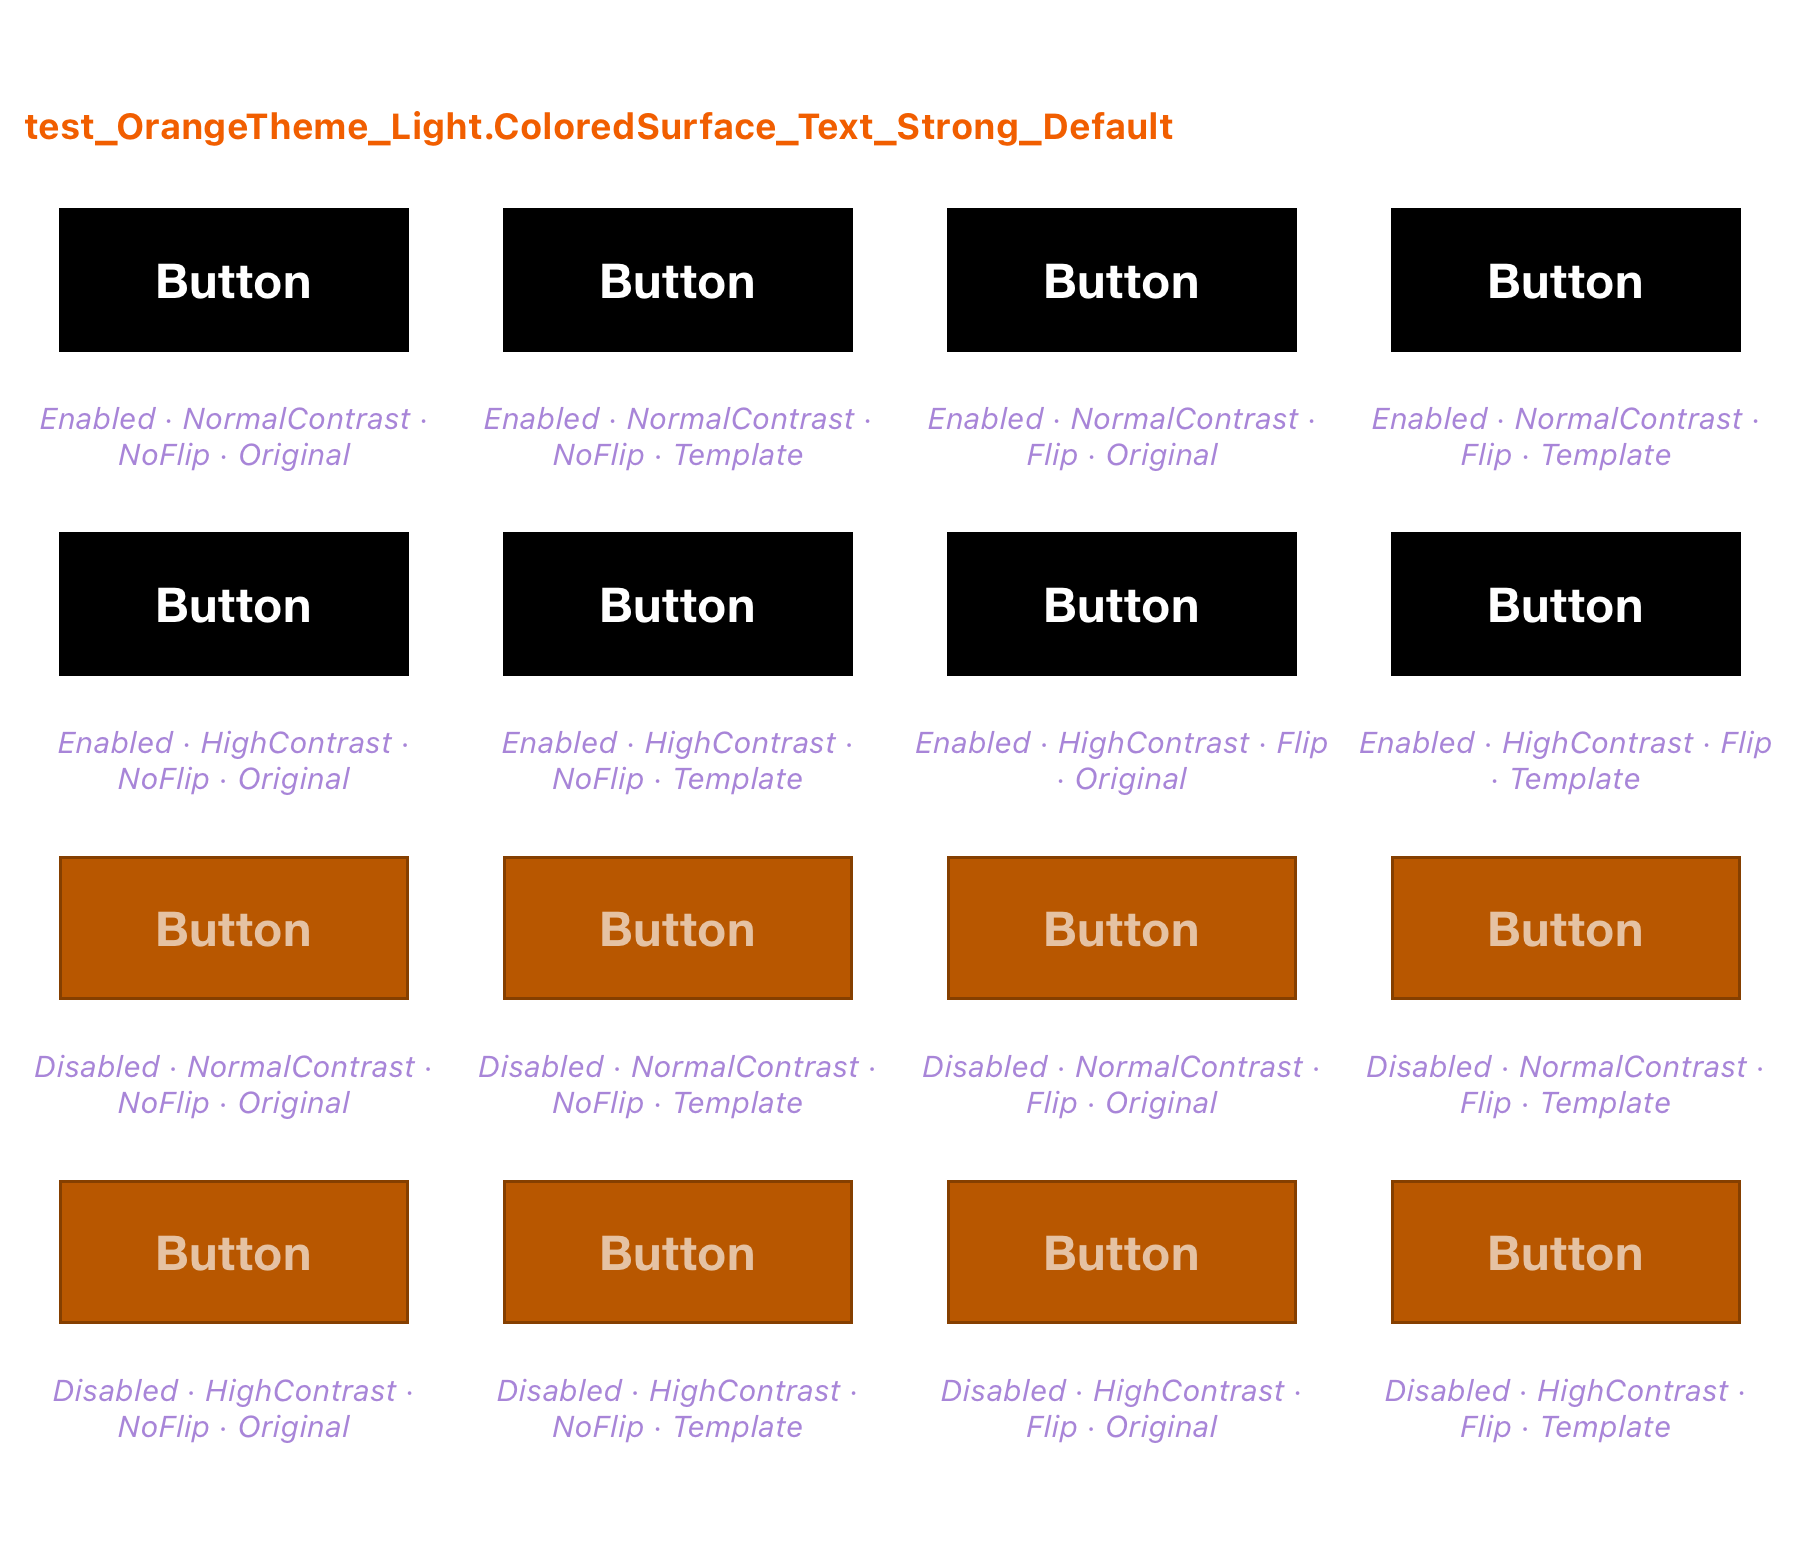 test_OrangeTheme_Light.ColoredSurface_Text_Strong_Default
Button Button Button Button
Enabled · NormalContrast · Enabled · NormalContrast · Enabled · NormalContrast · Enabled · NormalContrast ·
NoFlip · Original NoFlip · Template Flip · Original Flip · Template
Button Button Button Button
Enabled · HighContrast · Enabled · HighContrast · Enabled · HighContrast · Flip Enabled · HighContrast · Flip
NoFlip · Original NoFlip · Template · Original · Template
Button Button Button Button
Disabled · NormalContrast · Disabled · NormalContrast · Disabled · NormalContrast · Disabled · NormalContrast ·
NoFlip · Original NoFlip · Template Flip · Original Flip · Template
Button Button Button Button
Disabled · HighContrast · Disabled · HighContrast · Disabled · HighContrast · Disabled · HighContrast ·
NoFlip · Original NoFlip · Template Flip · Original Flip · Template